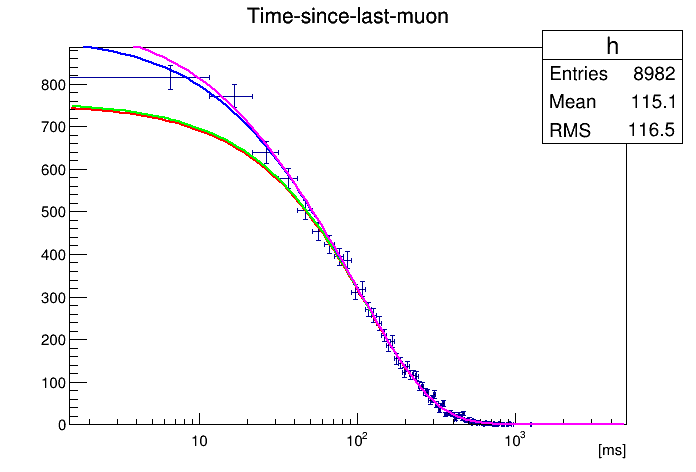 Time-since-last-muon
h
Entries 8982
Mean 115.1
RMS 116.5
800
700
600
500
400
300
200
100
0
10
10²
10³
[ms]